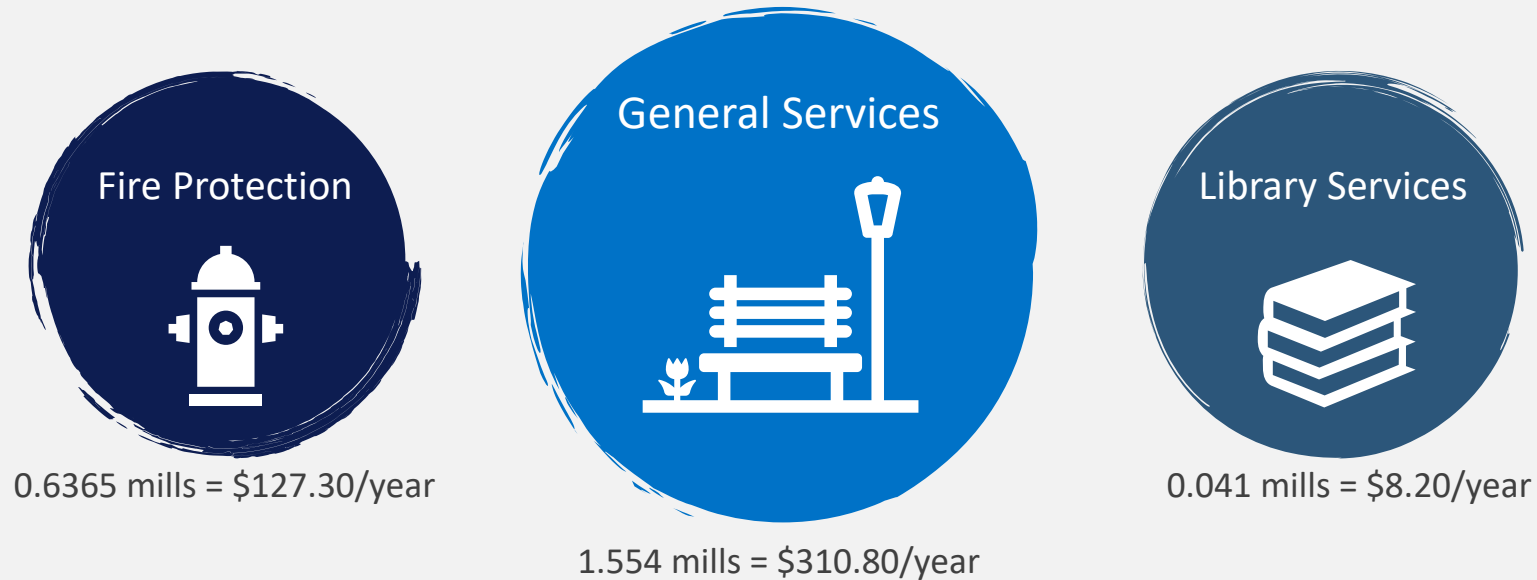 Fire Protection
0.6365 mills = $127.30/year
General Services
1.554 mills = $310.80/year
Library Services
0.041 mills = $8.20/year